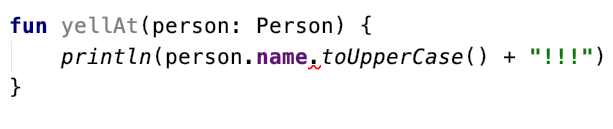 fun yellAt(person: Person) {
    println(person.name.toUpperCase() + "!!!")
}